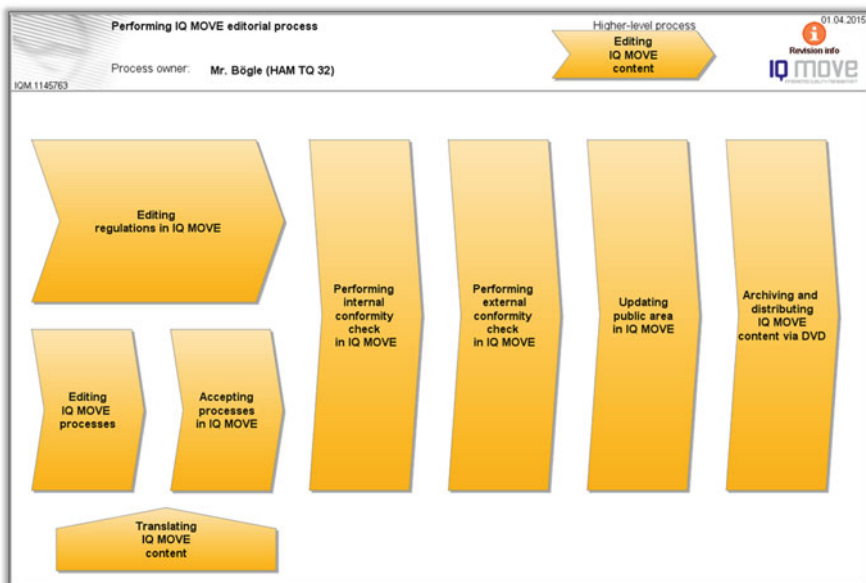 Performing IQ MOVE editorial process
Higher-level process
01.04.2015
Editing
IQ MOVE
content
Revision info
IQ move
Process owner: Mr. Bögle (HAM TQ 32)
IQM.1145763
Editing
regulations in IQ MOVE
Performing
internal
conformity
check
in IQ MOVE
Performing
external
conformity
check
in IQ MOVE
Updating
public area
in IQ MOVE
Archiving and
distributing
IQ MOVE
content via DVD
Editing
IQ MOVE
processes
Accepting
processes
in IQ MOVE
Translating
IQ MOVE
content